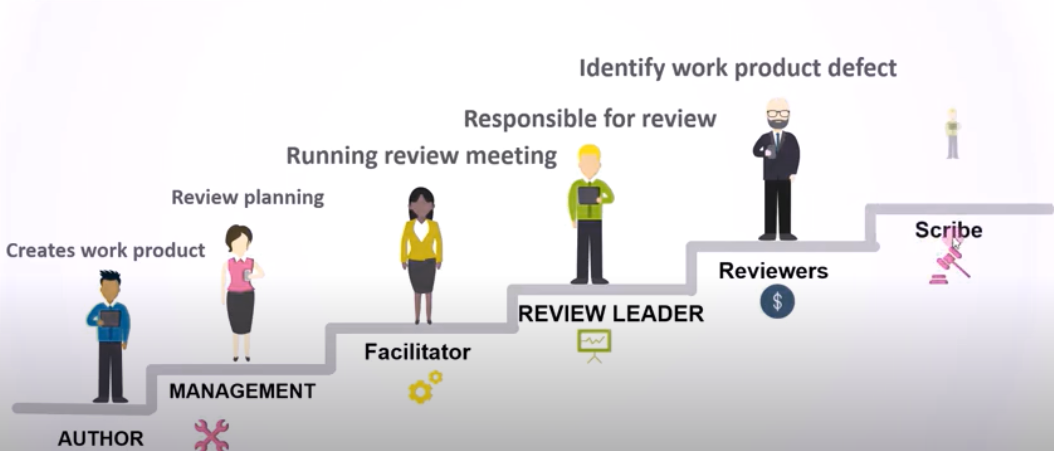 Identify work product defect
Responsible for review
Running review meeting
Review planning
Creates work product
Scribe
Reviewers
$
REVIEW LEADER
Facilitator
MANAGEMENT
AUTHOR